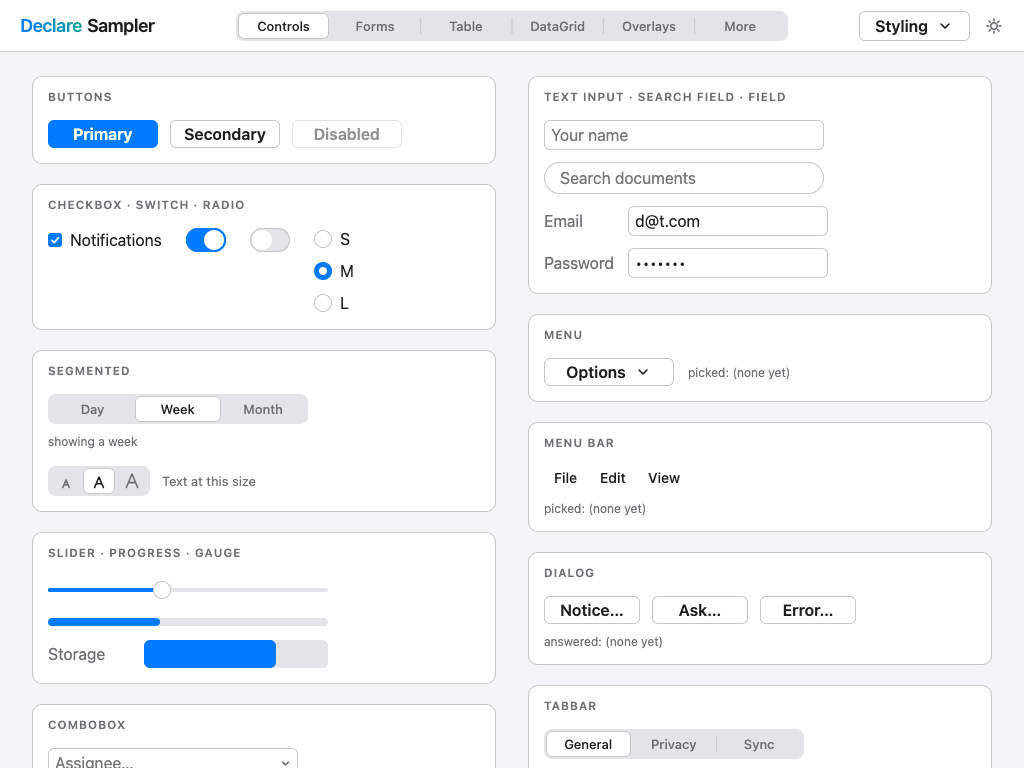 Declare Sampler
Controls Forms Table DataGrid Overlays More
Styling
BUTTONS
Primary Secondary Disabled
CHECKBOX · SWITCH · RADIO
Notifications
S
M
L
SEGMENTED
Day Week Month
showing a week
A A A Text at this size
SLIDER · PROGRESS · GAUGE
Storage
COMBOBOX
Assignee...
TEXT INPUT · SEARCH FIELD · FIELD
Your name
Search documents
Email d@t.com
Password •••••••
MENU
Options picked: (none yet)
MENU BAR
File Edit View
picked: (none yet)
DIALOG
Notice... Ask... Error...
answered: (none yet)
TABBAR
General Privacy Sync